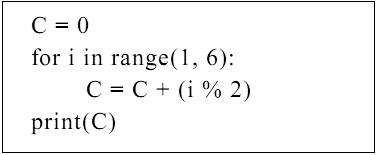 C = 0
for i in range(1, 6):
C = C + (i % 2)
print(C)